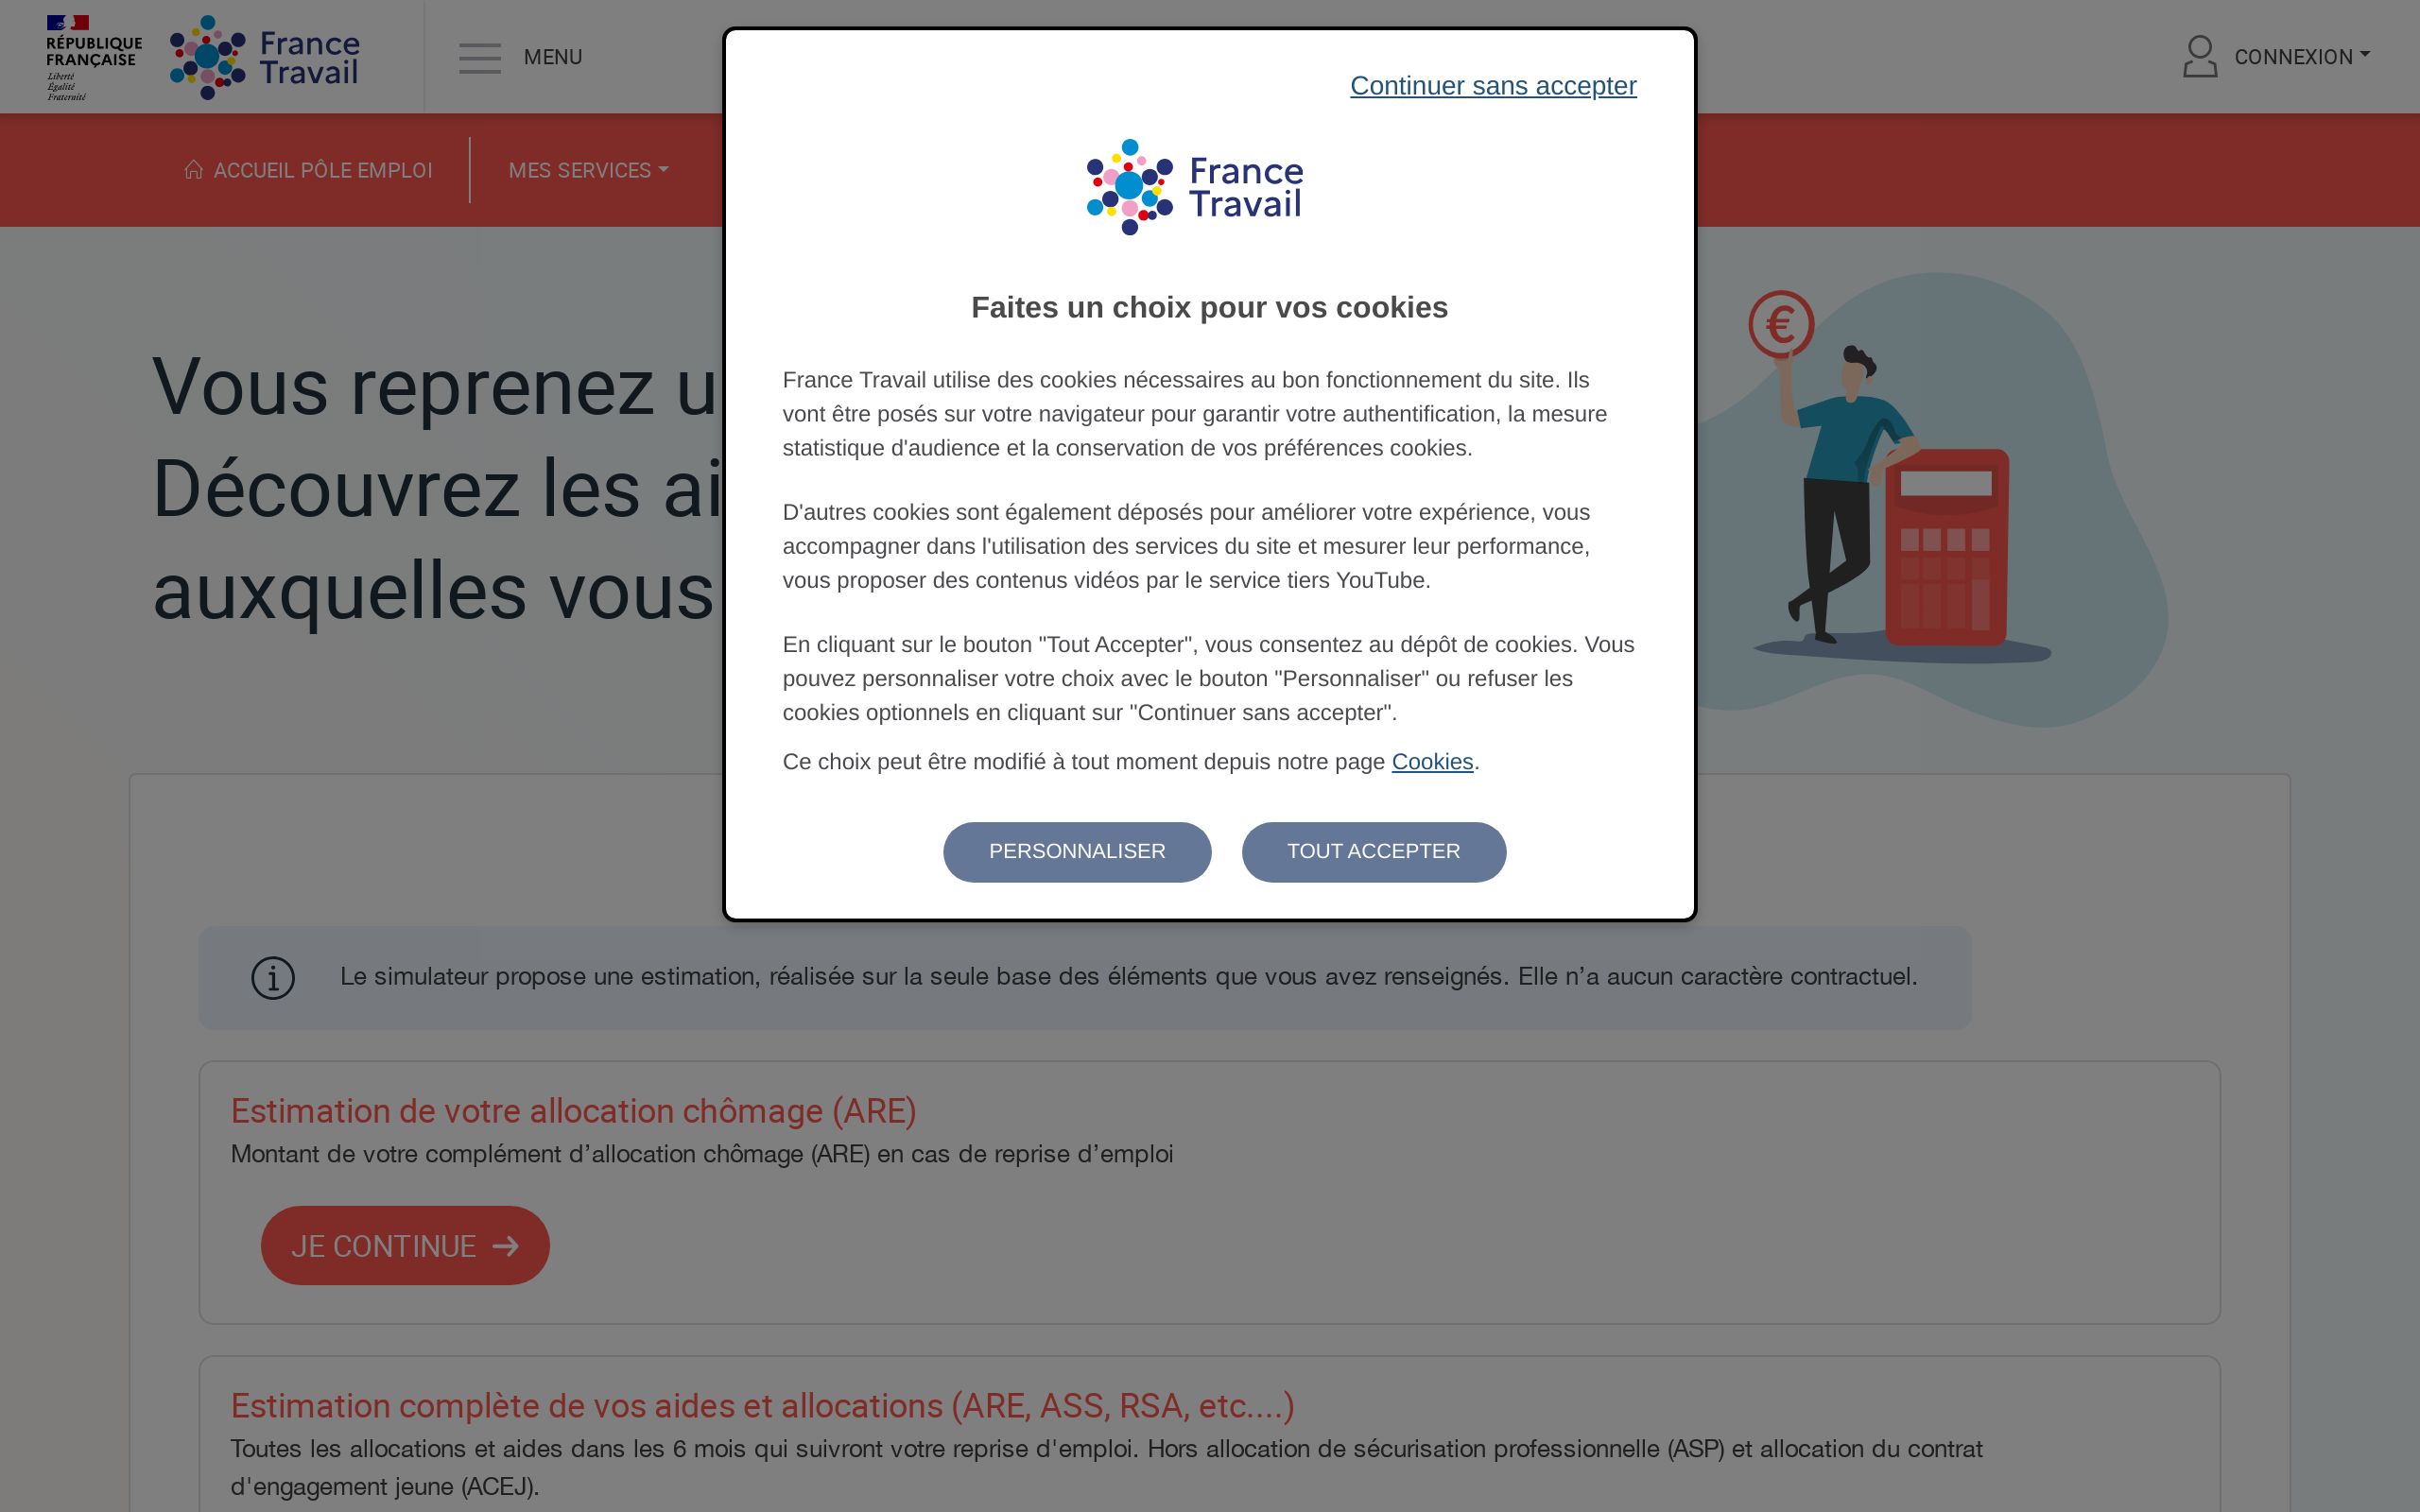 RÉPUBLIQUE
FRANÇAISE
Liberté
Égalité
Fraternité
France
Travail
MENU
CONNEXION
ACCUEIL PÔLE EMPLOI
MES SERVICES
Vous reprenez u
Découvrez les ai
auxquelles vous
€
Continuer sans accepter
France
Travail
Faites un choix pour vos cookies
France Travail utilise des cookies nécessaires au bon fonctionnement du site. Ils
vont être posés sur votre navigateur pour garantir votre authentification, la mesure
statistique d'audience et la conservation de vos préférences cookies.
D'autres cookies sont également déposés pour améliorer votre expérience, vous
accompagner dans l'utilisation des services du site et mesurer leur performance,
vous proposer des contenus vidéos par le service tiers YouTube.
En cliquant sur le bouton "Tout Accepter", vous consentez au dépôt de cookies. Vous
pouvez personnaliser votre choix avec le bouton "Personnaliser" ou refuser les
cookies optionnels en cliquant sur "Continuer sans accepter".
Ce choix peut être modifié à tout moment depuis notre page Cookies.
PERSONNALISER
TOUT ACCEPTER
Le simulateur propose une estimation, réalisée sur la seule base des éléments que vous avez renseignés. Elle n’a aucun caractère contractuel.
Estimation de votre allocation chômage (ARE)
Montant de votre complément d’allocation chômage (ARE) en cas de reprise d’emploi
JE CONTINUE
Estimation complète de vos aides et allocations (ARE, ASS, RSA, etc....)
Toutes les allocations et aides dans les 6 mois qui suivront votre reprise d'emploi. Hors allocation de sécurisation professionnelle (ASP) et allocation du contrat
d'engagement jeune (ACEJ).